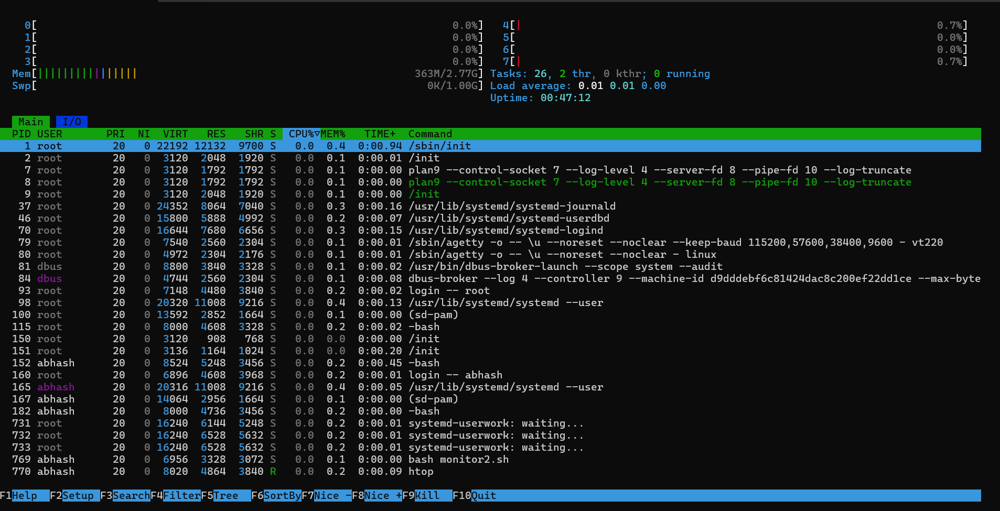 0[ 0.0%] 4[| 0.7%]
1[ 0.0%] 5[ 0.0%]
2[ 0.0%] 6[ 0.0%]
3[ 0.0%] 7[| 0.7%]
Mem[|||||||||||||||| 363M/2.77G] Tasks: 26, 2 thr, 0 kthr; 0 running
Swp[ 0K/1.00G] Load average: 0.01 0.01 0.00
Uptime: 00:47:12
Main I/O
PID USER PRI NI VIRT RES SHR S CPU%▽MEM% TIME+ Command
1 root 20 0 22192 12132 9700 S 0.0 0.4 0:00.94 /sbin/init
2 root 20 0 3120 2048 1920 S 0.0 0.1 0:00.01 /init
7 root 20 0 3120 1792 1792 S 0.0 0.1 0:00.00 plan9 --control-socket 7 --log-level 4 --server-fd 8 --pipe-fd 10 --log-truncate
8 root 20 0 3120 1792 1792 S 0.0 0.1 0:00.00 plan9 --control-socket 7 --log-level 4 --server-fd 8 --pipe-fd 10 --log-truncate
9 root 20 0 3120 2048 1920 S 0.0 0.1 0:00.00 /init
37 root 20 0 24352 8064 7040 S 0.0 0.3 0:00.16 /usr/lib/systemd/systemd-journald
46 root 20 0 15800 5888 4992 S 0.0 0.2 0:00.07 /usr/lib/systemd/systemd-userdbd
70 root 20 0 16644 7680 6656 S 0.0 0.3 0:00.15 /usr/lib/systemd/systemd-logind
79 root 20 0 7540 2560 2304 S 0.0 0.1 0:00.01 /sbin/agetty -o -- \u --noreset --noclear --keep-baud 115200,57600,38400,9600 - vt220
80 root 20 0 4972 2304 2176 S 0.0 0.1 0:00.01 /sbin/agetty -o -- \u --noreset --noclear - linux
81 dbus 20 0 8800 3840 3328 S 0.0 0.1 0:00.02 /usr/bin/dbus-broker-launch --scope system --audit
84 dbus 20 0 4744 2560 2304 S 0.0 0.1 0:00.08 dbus-broker --log 4 --controller 9 --machine-id d9dddebf6c81424dac8c200ef22dd1ce --max-byte
93 root 20 0 7148 4480 3840 S 0.0 0.2 0:00.02 login -- root
98 root 20 0 20320 11008 9216 S 0.0 0.4 0:00.13 /usr/lib/systemd/systemd --user
100 root 20 0 13592 2852 1664 S 0.0 0.1 0:00.00 (sd-pam)
115 root 20 0 8000 4608 3328 S 0.0 0.2 0:00.02 -bash
150 root 20 0 3120 908 768 S 0.0 0.0 0:00.00 /init
151 root 20 0 3136 1164 1024 S 0.0 0.0 0:00.20 /init
152 abhash 20 0 8524 5248 3456 S 0.0 0.2 0:00.45 -bash
160 root 20 0 6896 4608 3968 S 0.0 0.2 0:00.01 login -- abhash
165 abhash 20 0 20316 11008 9216 S 0.0 0.4 0:00.05 /usr/lib/systemd/systemd --user
167 abhash 20 0 14064 2956 1664 S 0.0 0.1 0:00.00 (sd-pam)
182 abhash 20 0 8000 4736 3456 S 0.0 0.2 0:00.00 -bash
731 root 20 0 16240 6144 5248 S 0.0 0.2 0:00.01 systemd-userwork: waiting...
732 root 20 0 16240 6528 5632 S 0.0 0.2 0:00.01 systemd-userwork: waiting...
733 root 20 0 16240 6528 5632 S 0.0 0.2 0:00.01 systemd-userwork: waiting...
769 abhash 20 0 6956 3328 3072 S 0.0 0.1 0:00.00 bash monitor2.sh
770 abhash 20 0 8020 4864 3840 R 0.0 0.2 0:00.09 htop
F1Help F2Setup F3SearchF4FilterF5Tree F6SortByF7Nice -F8Nice +F9Kill F10Quit